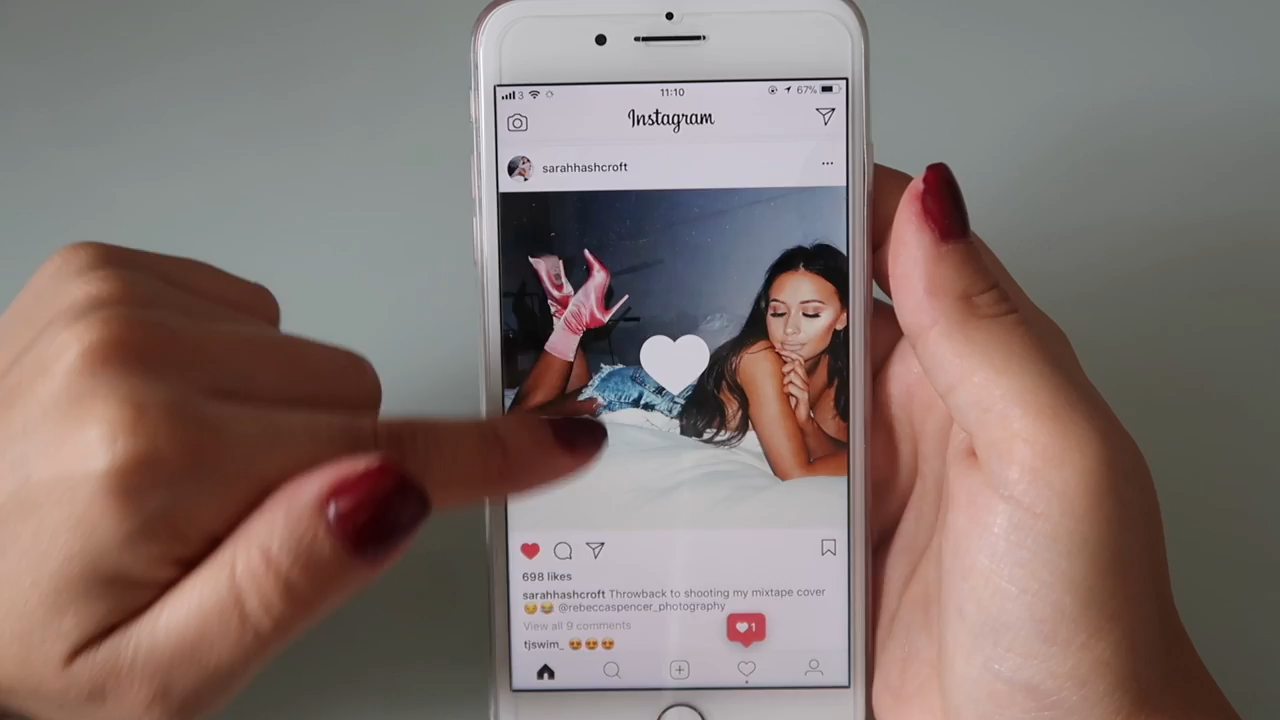 3 11:10 67%
Instagram
sarahhashcroft
698 likes
sarahhashcroft Throwback to shooting my mixtape cover
😏😂 @rebeccaspencer_photography
View all 9 comments
1
tjswim_ 😍😍😍